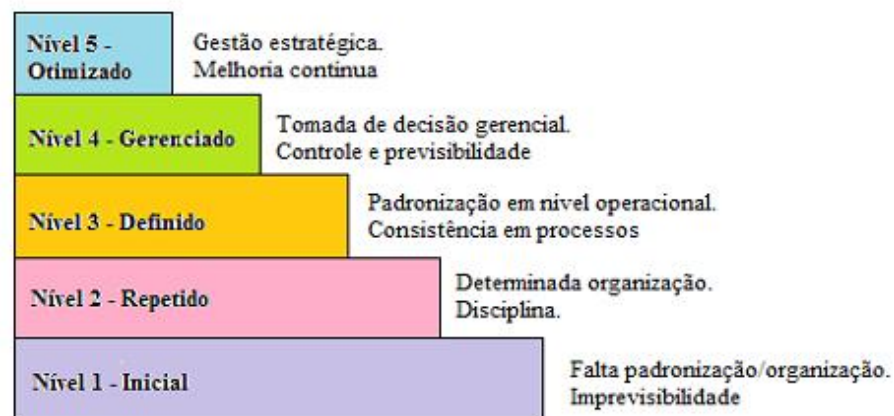 Nível 5 -
Otimizado
Gestão estratégica.
Melhoria continua
Nível 4 - Gerenciado
Tomada de decisão gerencial.
Controle e previsibilidade
Nível 3 - Definido
Padronização em nivel operacional.
Consistência em processos
Nível 2 - Repetido
Determinada organização.
Disciplina.
Nível 1 - Inicial
Falta padronização/organização.
Imprevisibilidade